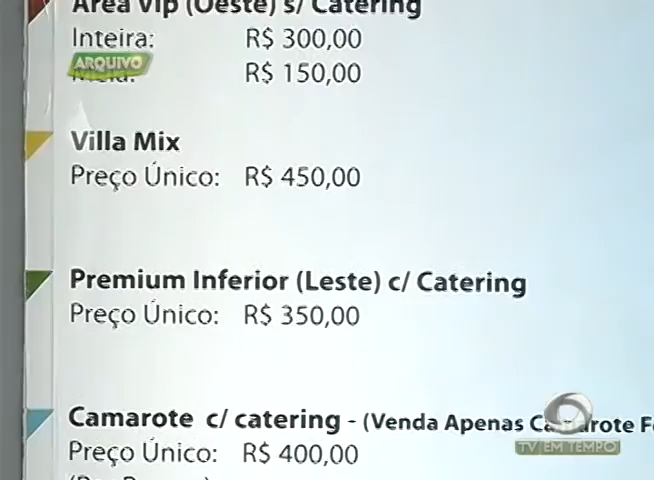 Área Vip (Oeste) s/ Catering
Inteira: R$ 300,00
ARQUIVO
R$ 150,00
Villa Mix
Preço Único: R$ 450,00
Premium Inferior (Leste) c/ Catering
Preço Único: R$ 350,00
Camarote c/ catering - (Venda Apenas Camarote
Preço Único: R$ 400,00
TV EM TEMPO